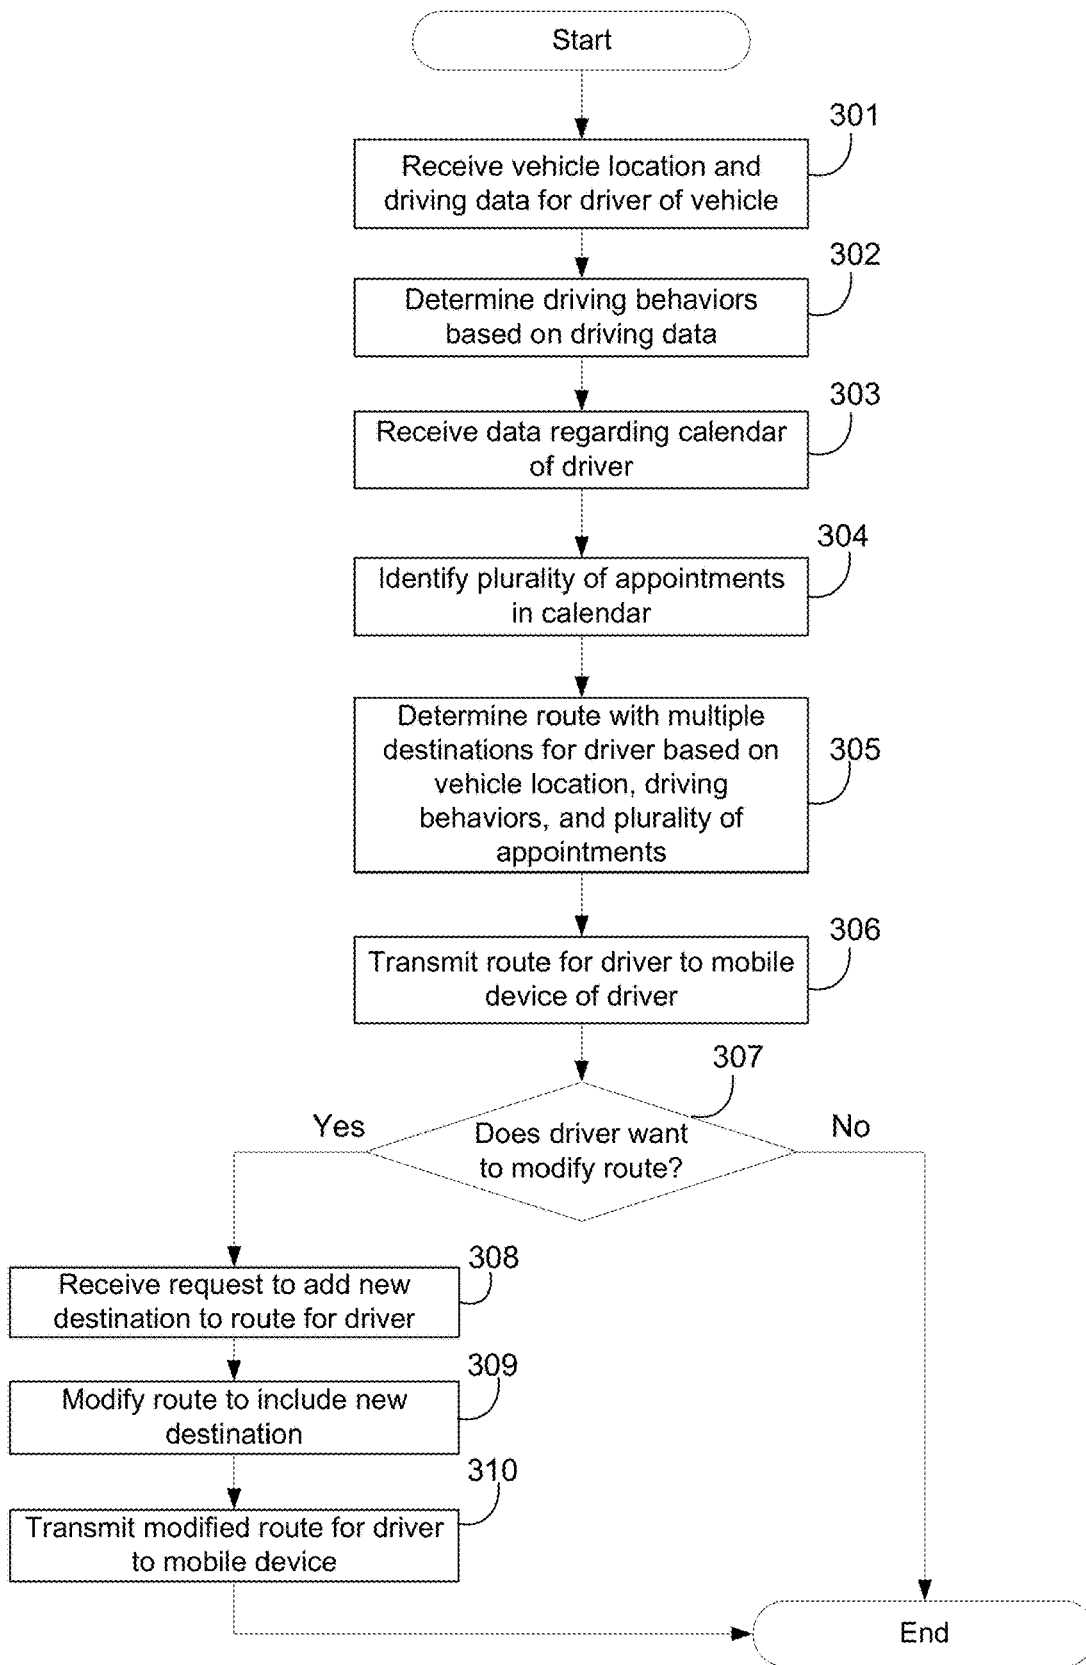 Start
301
Receive vehicle location and
driving data for driver of vehicle
302
Determine driving behaviors
based on driving data
303
Receive data regarding calendar
of driver
304
Identify plurality of appointments
in calendar
305
Determine route with multiple
destinations for driver based on
vehicle location, driving
behaviors, and plurality of
appointments
306
Transmit route for driver to mobile
device of driver
307
Does driver want
to modify route?
Yes
No
308
Receive request to add new
destination to route for driver
309
Modify route to include new
destination
310
Transmit modified route for driver
to mobile device
End